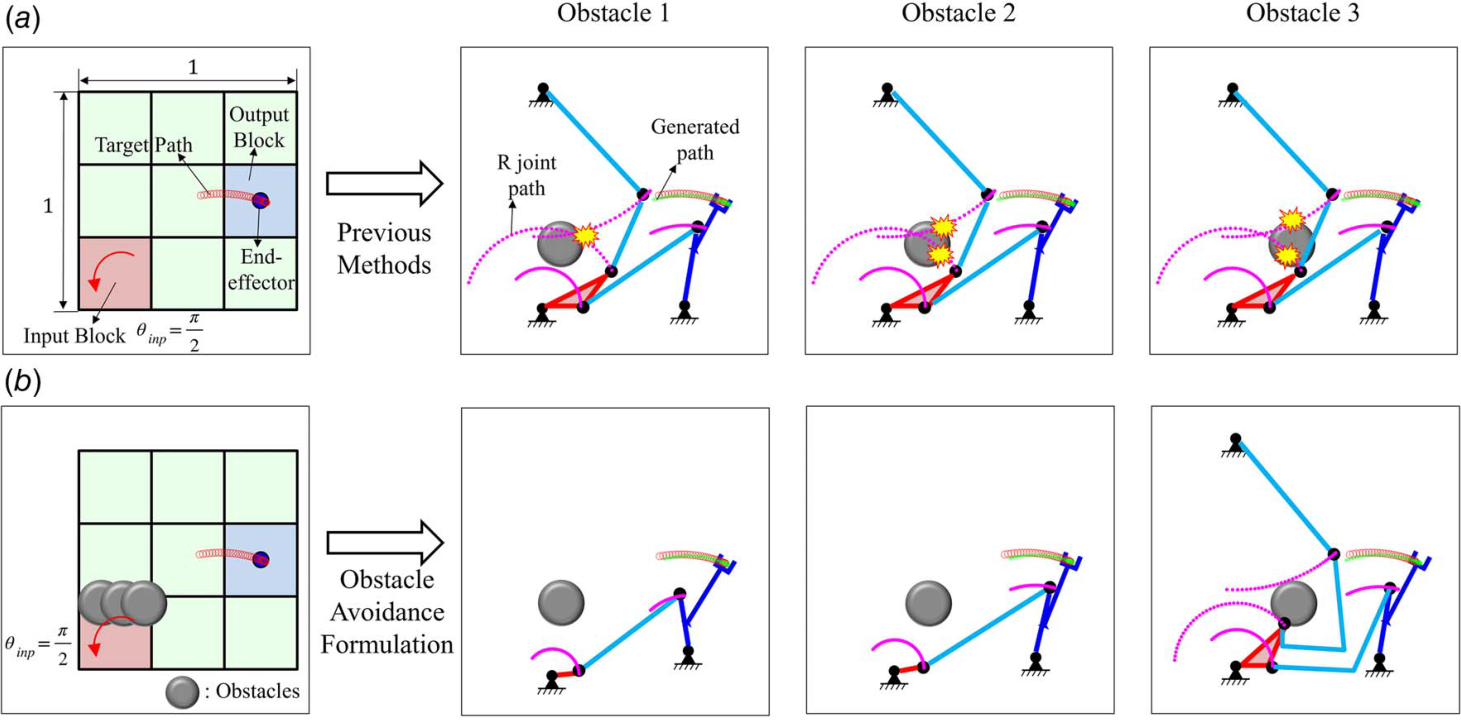 (a)
Obstacle 1
Obstacle 2
Obstacle 3
1
1
Output
Block
Target Path
End-
effector
Input Block
θinp = π/2
Previous
Methods
R joint
path
Generated
path
(b)
θinp = π/2
: Obstacles
Obstacle
Avoidance
Formulation